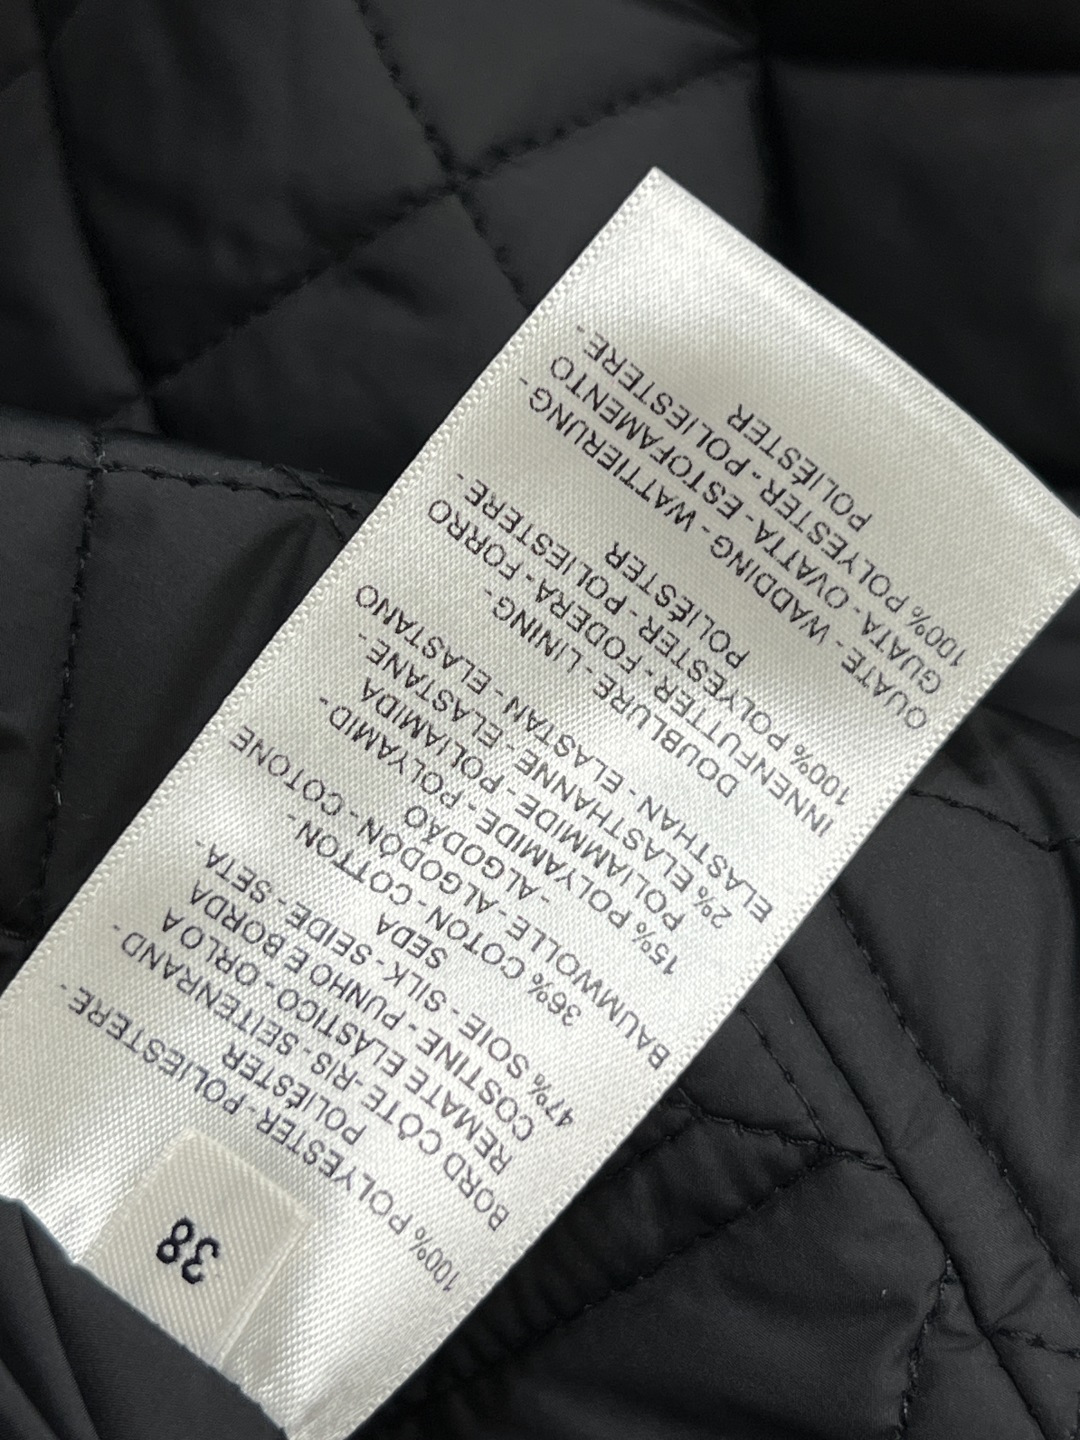 38
100% POLYESTER-POLIESTERE -
POLIÉSTER
BORD CÔTE -RIS - SEITENRAND -
REMATE ELÁSTICO - ORLO A
COSTINE - PUNHO E BORDA
47% SOIE - SILK - SEIDE - SETA -
SEDA
36% COTON - COTTON -
BAUMWOLLE - ALGODÓN - COTONE
- ALGODÃO
15% POLYAMIDE - POLYAMID -
POLIAMMIDE - POLIAMIDA
2% ELASTHANNE - ELASTANE -
ELASTHAN - ELASTAN - ELASTANO
DOUBLURE - LINING -
INNENFUTTER - FODERA - FORRO
100% POLYESTER - POLIESTERE -
POLIÉSTER
OUATE - WADDING - WATTIERUNG -
GUATA - OVATTA - ESTOFAMENTO
100% POLYESTER - POLIESTERE -
POLIÉSTER